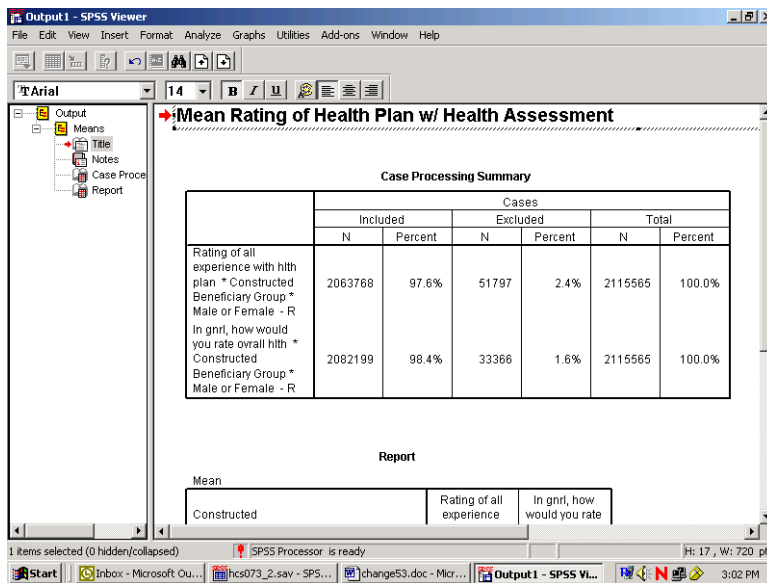 Output1 - SPSS Viewer
File Edit View Insert Format Analyze Graphs Utilities Add-ons Window Help
Arial 14 B I U
Output
Means
Title
Notes
Case Proce
Report
Mean Rating of Health Plan w/ Health Assessment
Case Processing Summary
Cases
Included Excluded Total
N Percent N Percent N Percent
Rating of all
experience with hlth
plan * Constructed
Beneficiary Group *
Male or Female - R
2063768 97.6% 51797 2.4% 2115565 100.0%
In gnrl, how would
you rate ovrall hlth *
Constructed
Beneficiary Group *
Male or Female - R
2082199 98.4% 33366 1.6% 2115565 100.0%
Report
Mean
Constructed
Rating of all
experience
In gnrl, how
would you rate
1 items selected (0 hidden/collapsed) SPSS Processor is ready H: 17 , W: 720 pt
Start Inbox - Microsoft Ou... hcs073_2.sav - SPS... change53.doc - Micr... Output1 - SPSS Vi... 3:02 PM